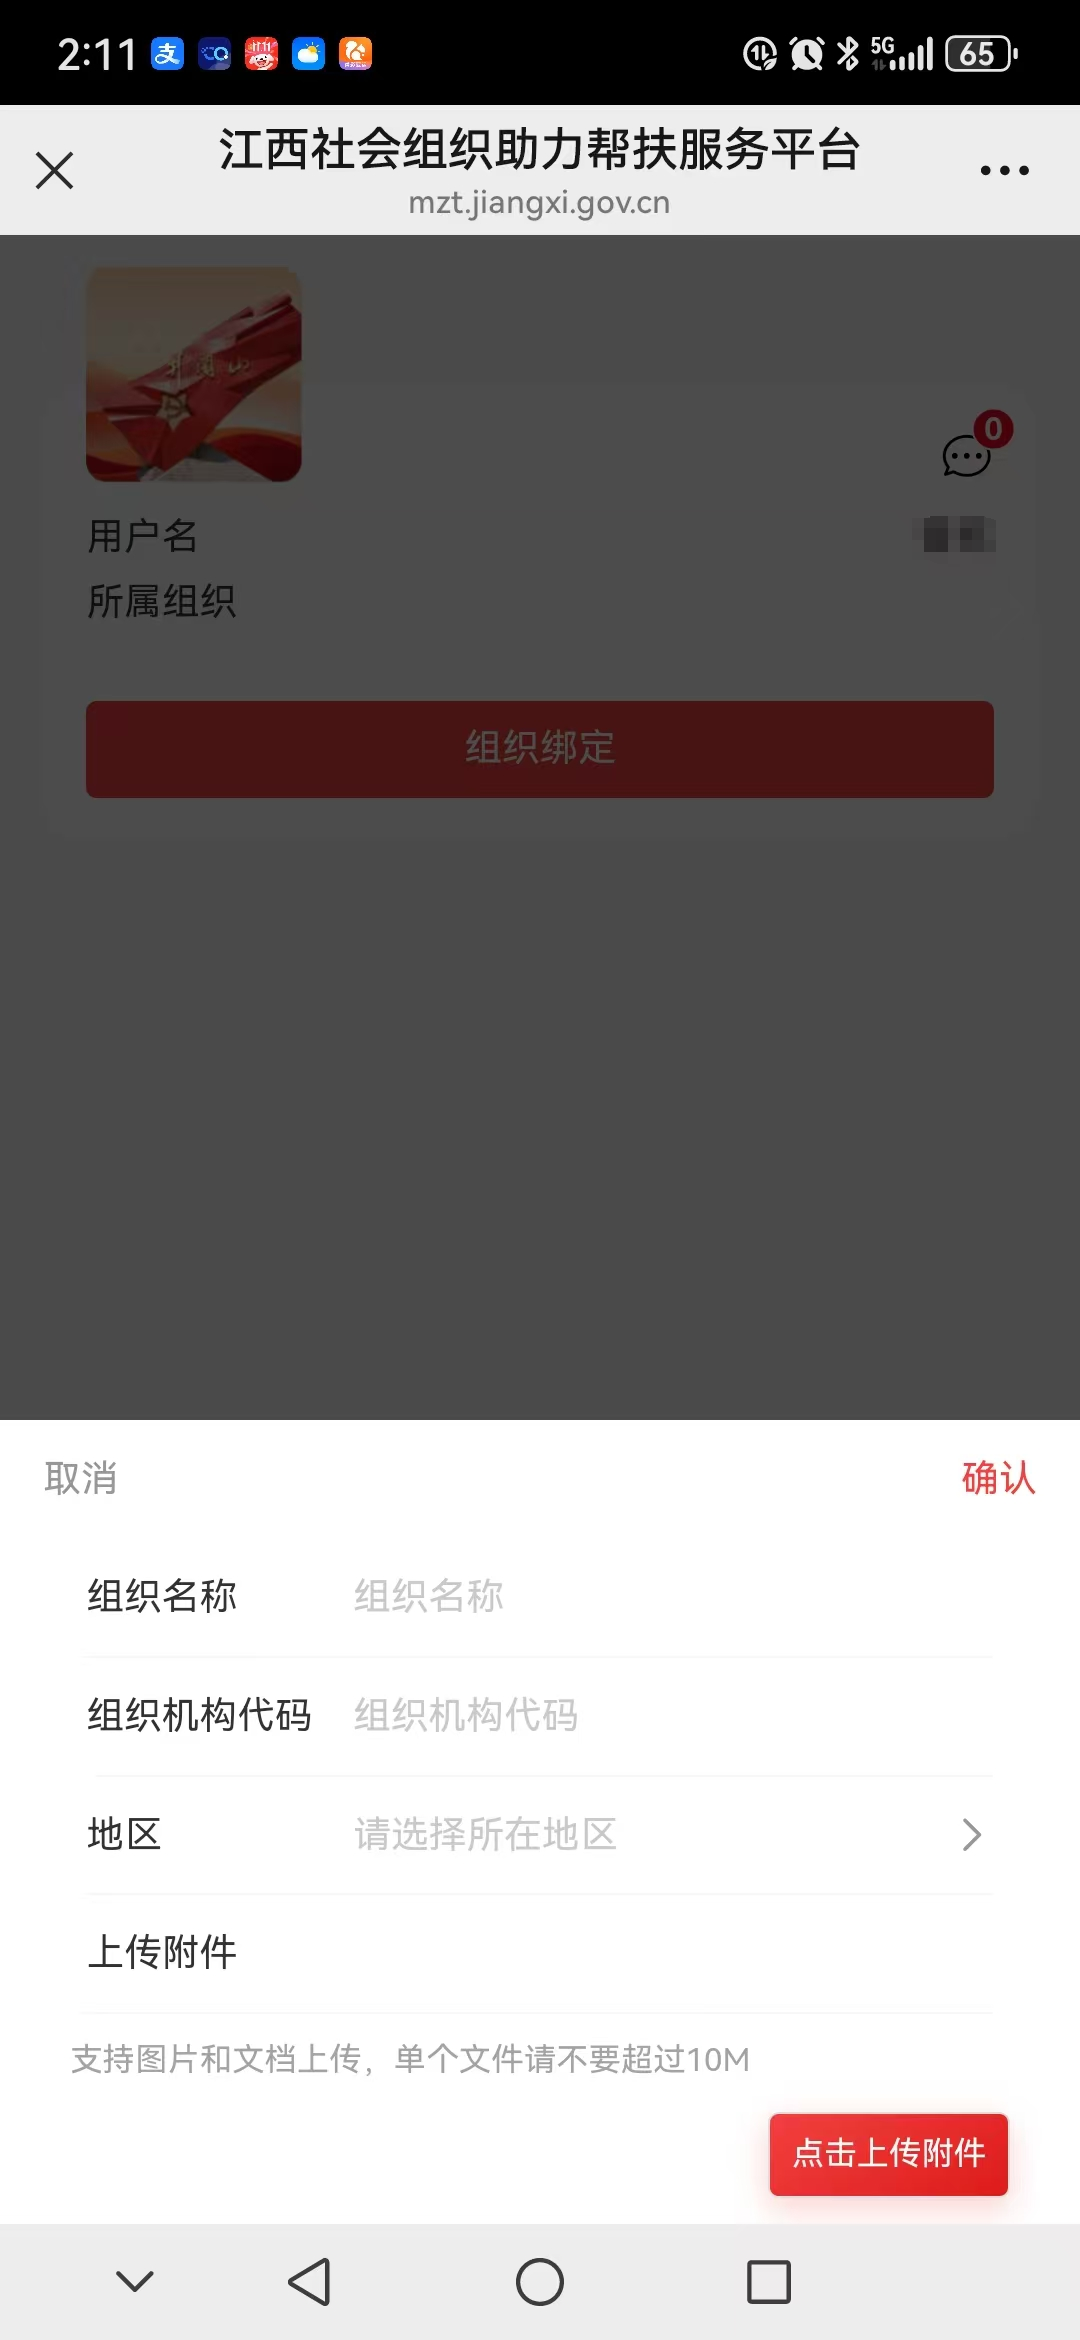 2:11
5G
65
江西社会组织助力帮扶服务平台
mzt.jiangxi.gov.cn
井冈山
0
用户名
所属组织
组织绑定
取消
确认
组织名称 组织名称
组织机构代码 组织机构代码
地区 请选择所在地区
上传附件
支持图片和文档上传，单个文件请不要超过10M
点击上传附件